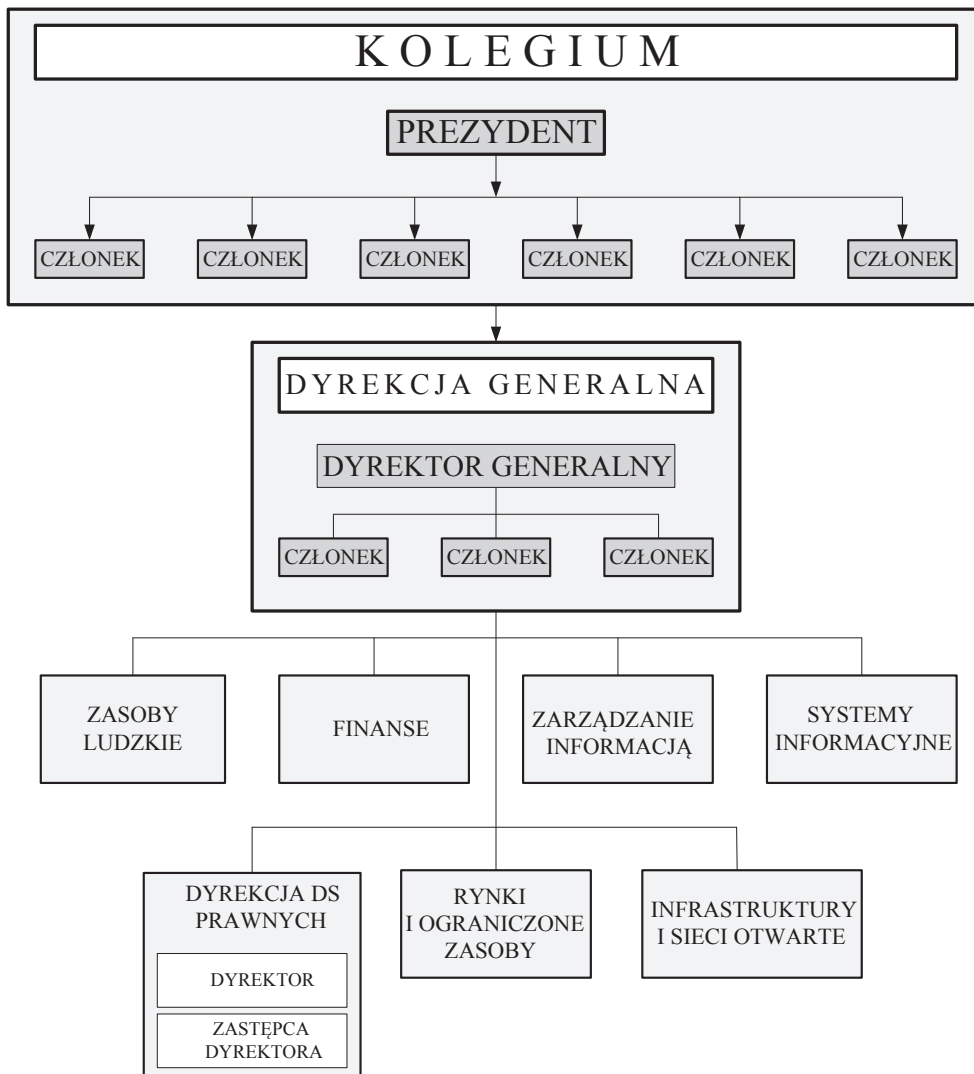 KOLEGIUM
PREZYDENT
CZŁONEK
CZŁONEK
CZŁONEK
CZŁONEK
CZŁONEK
CZŁONEK
DYREKCJA GENERALNA
DYREKTOR GENERALNY
CZŁONEK
CZŁONEK
CZŁONEK
ZASOBY
LUDZKIE
FINANSE
ZARZĄDZANIE
INFORMACJĄ
SYSTEMY
INFORMACYJNE
DYREKCJA DS
PRAWNYCH
DYREKTOR
ZASTĘPCA
DYREKTORA
RYNKI
I OGRANICZONE
ZASOBY
INFRASTRUKTURY
I SIECI OTWARTE